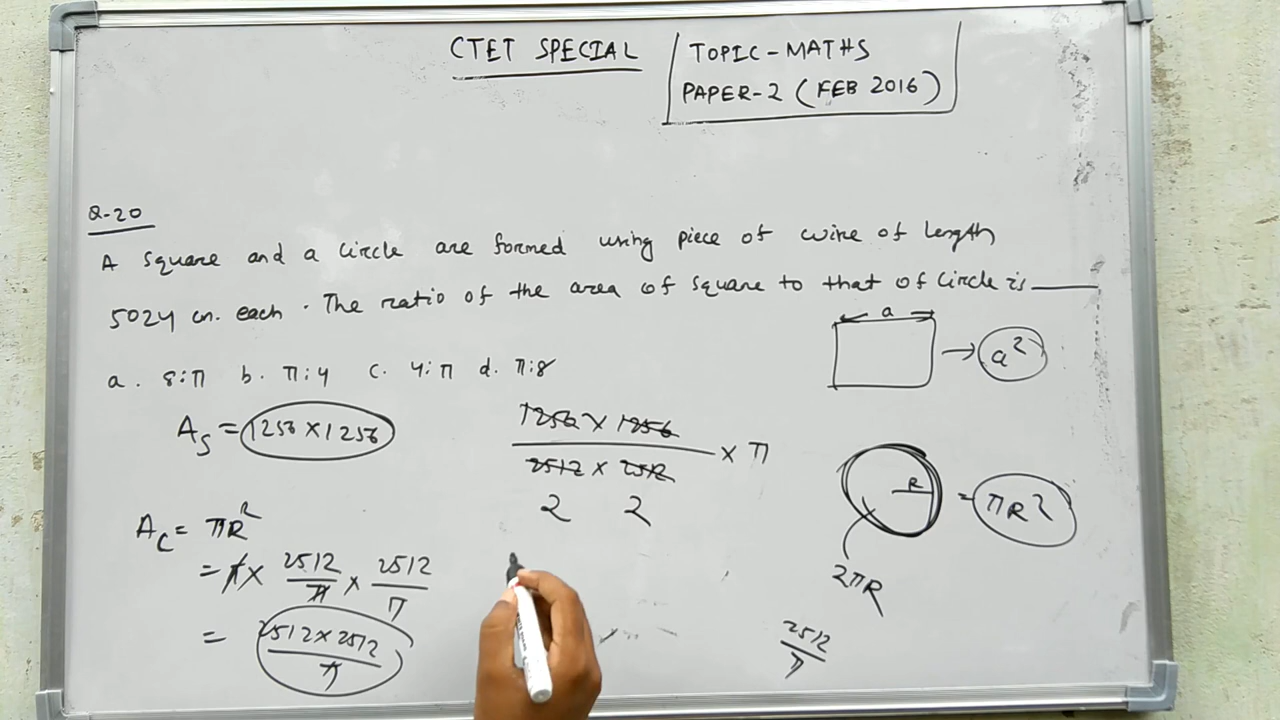 CTET SPECIAL
TOPIC-MATHS
PAPER-2 (FEB 2016)
Q-20
A square and a circle are formed using piece of wire of length
5024 cm. each. The ratio of the area of square to that of circle is ____
a. 8:π b. π:4 c. 4:π d. π:8
a
→ a²
A_S = 1256 × 1256
1256 × 1256
2512 × 2512
× π
2 2
R
= πR²
2πR
A_C = πR²
= π × 2512/π × 2512/π
= 2512 × 2512/π
2512/π